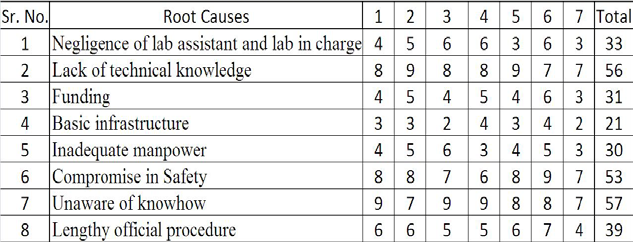 Sr. No. Root Causes 1 2 3 4 5 6 7 Total
1 Negligence of lab assistant and lab in charge 4 5 6 6 3 6 3 33
2 Lack of technical knowledge 8 9 8 8 9 7 7 56
3 Funding 4 5 4 5 4 6 3 31
4 Basic infrastructure 3 3 2 4 3 4 2 21
5 Inadequate manpower 4 5 6 3 4 5 3 30
6 Compromise in Safety 8 8 7 6 8 9 7 53
7 Unaware of knowhow 9 7 9 9 8 8 7 57
8 Lengthy official procedure 6 6 5 5 6 7 4 39